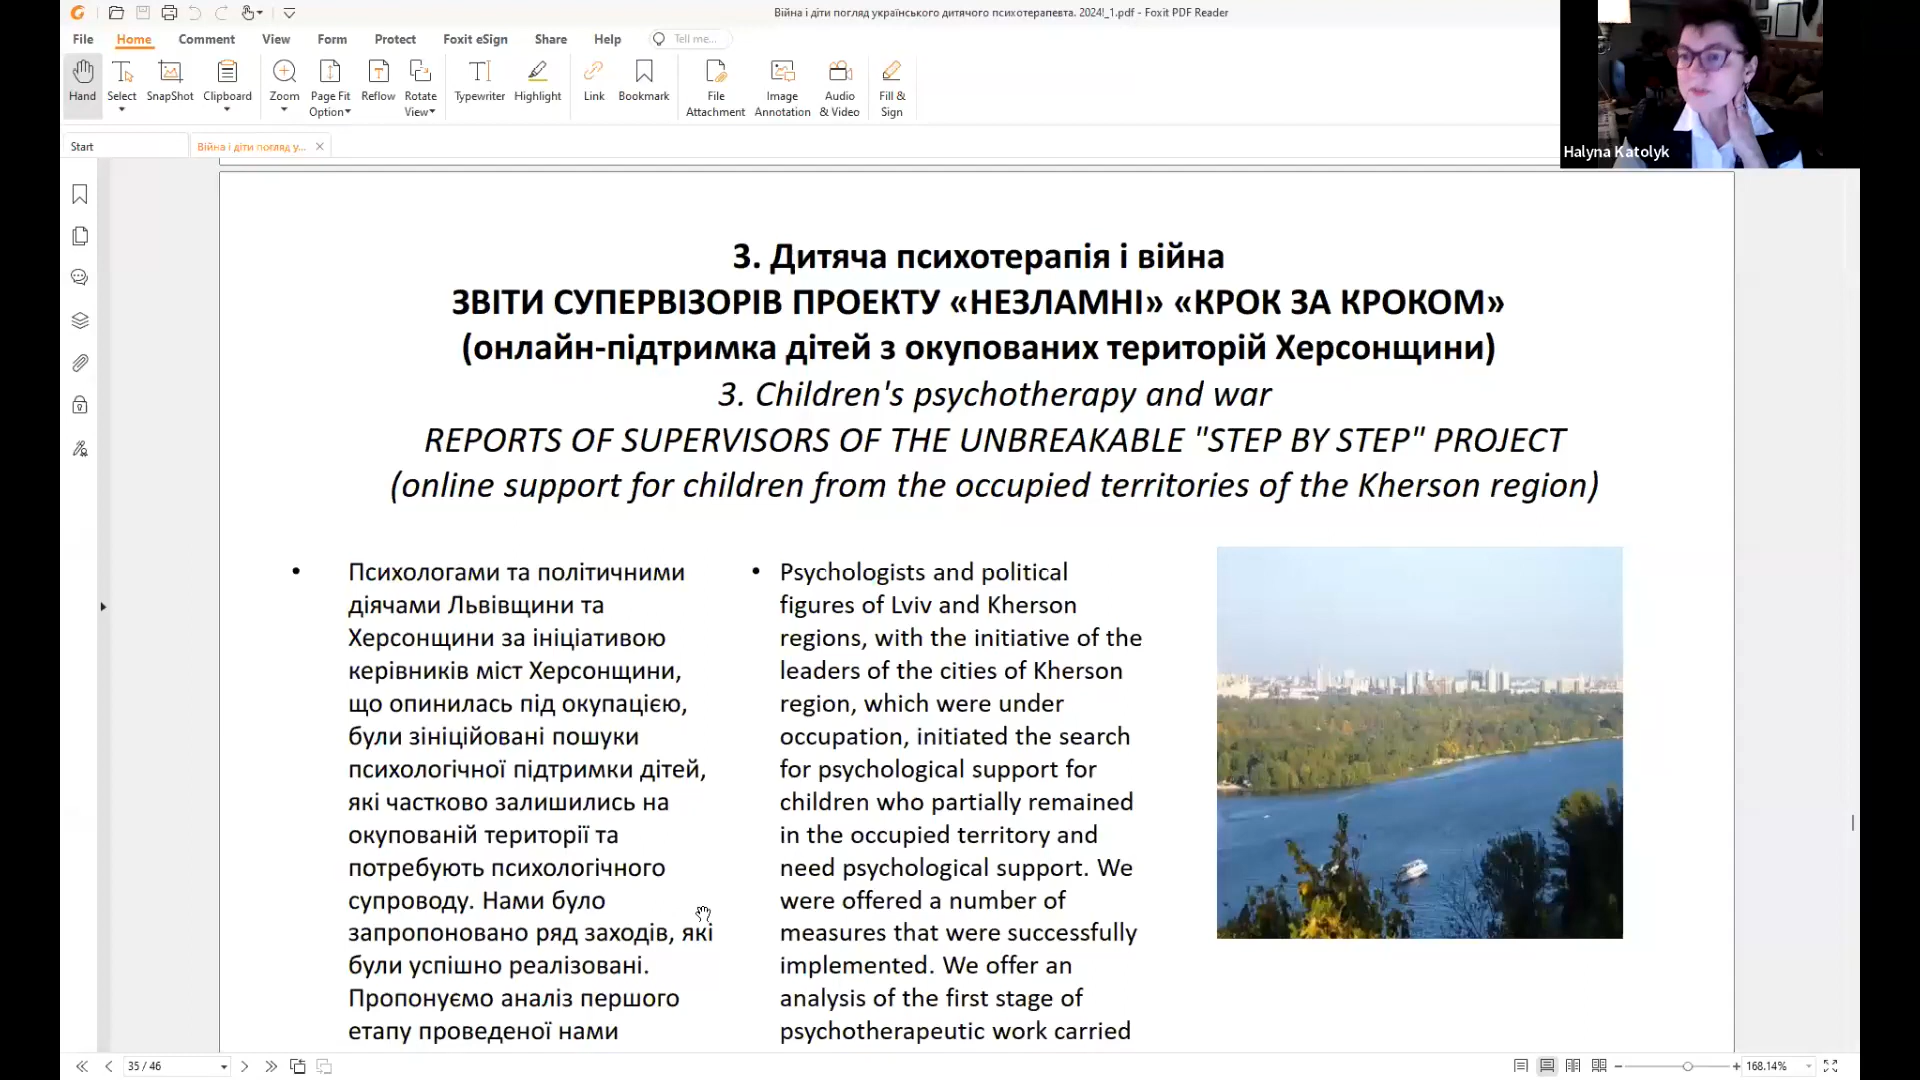 Війна і діти погляд українського дитячого психотерапевта. 2024!_1.pdf - Foxit PDF Reader
File Home Comment View Form Protect Foxit eSign Share Help Tell me...
Hand Select SnapShot Clipboard Zoom Page Fit Option Reflow Rotate View Typewriter Highlight Link Bookmark File Attachment Image Annotation Audio & Video Fill & Sign
Halyna Katolyk
Start Війна і діти погляд у...
3. Дитяча психотерапія і війна
ЗВІТИ СУПЕРВІЗОРІВ ПРОЕКТУ «НЕЗЛАМНІ» «КРОК ЗА КРОКОМ»
(онлайн-підтримка дітей з окупованих територій Херсонщини)
3. Children's psychotherapy and war
REPORTS OF SUPERVISORS OF THE UNBREAKABLE "STEP BY STEP" PROJECT
(online support for children from the occupied territories of the Kherson region)
• Психологами та політичними
діячами Львівщини та
Херсонщини за ініціативою
керівників міст Херсонщини,
що опинилась під окупацією,
були зініційовані пошуки
психологічної підтримки дітей,
які частково залишились на
окупованій території та
потребують психологічного
супроводу. Нами було
запропоновано ряд заходів, які
були успішно реалізовані.
Пропонуємо аналіз першого
етапу проведеної нами
• Psychologists and political
figures of Lviv and Kherson
regions, with the initiative of the
leaders of the cities of Kherson
region, which were under
occupation, initiated the search
for psychological support for
children who partially remained
in the occupied territory and
need psychological support. We
were offered a number of
measures that were successfully
implemented. We offer an
analysis of the first stage of
psychotherapeutic work carried
35 / 46
168.14%